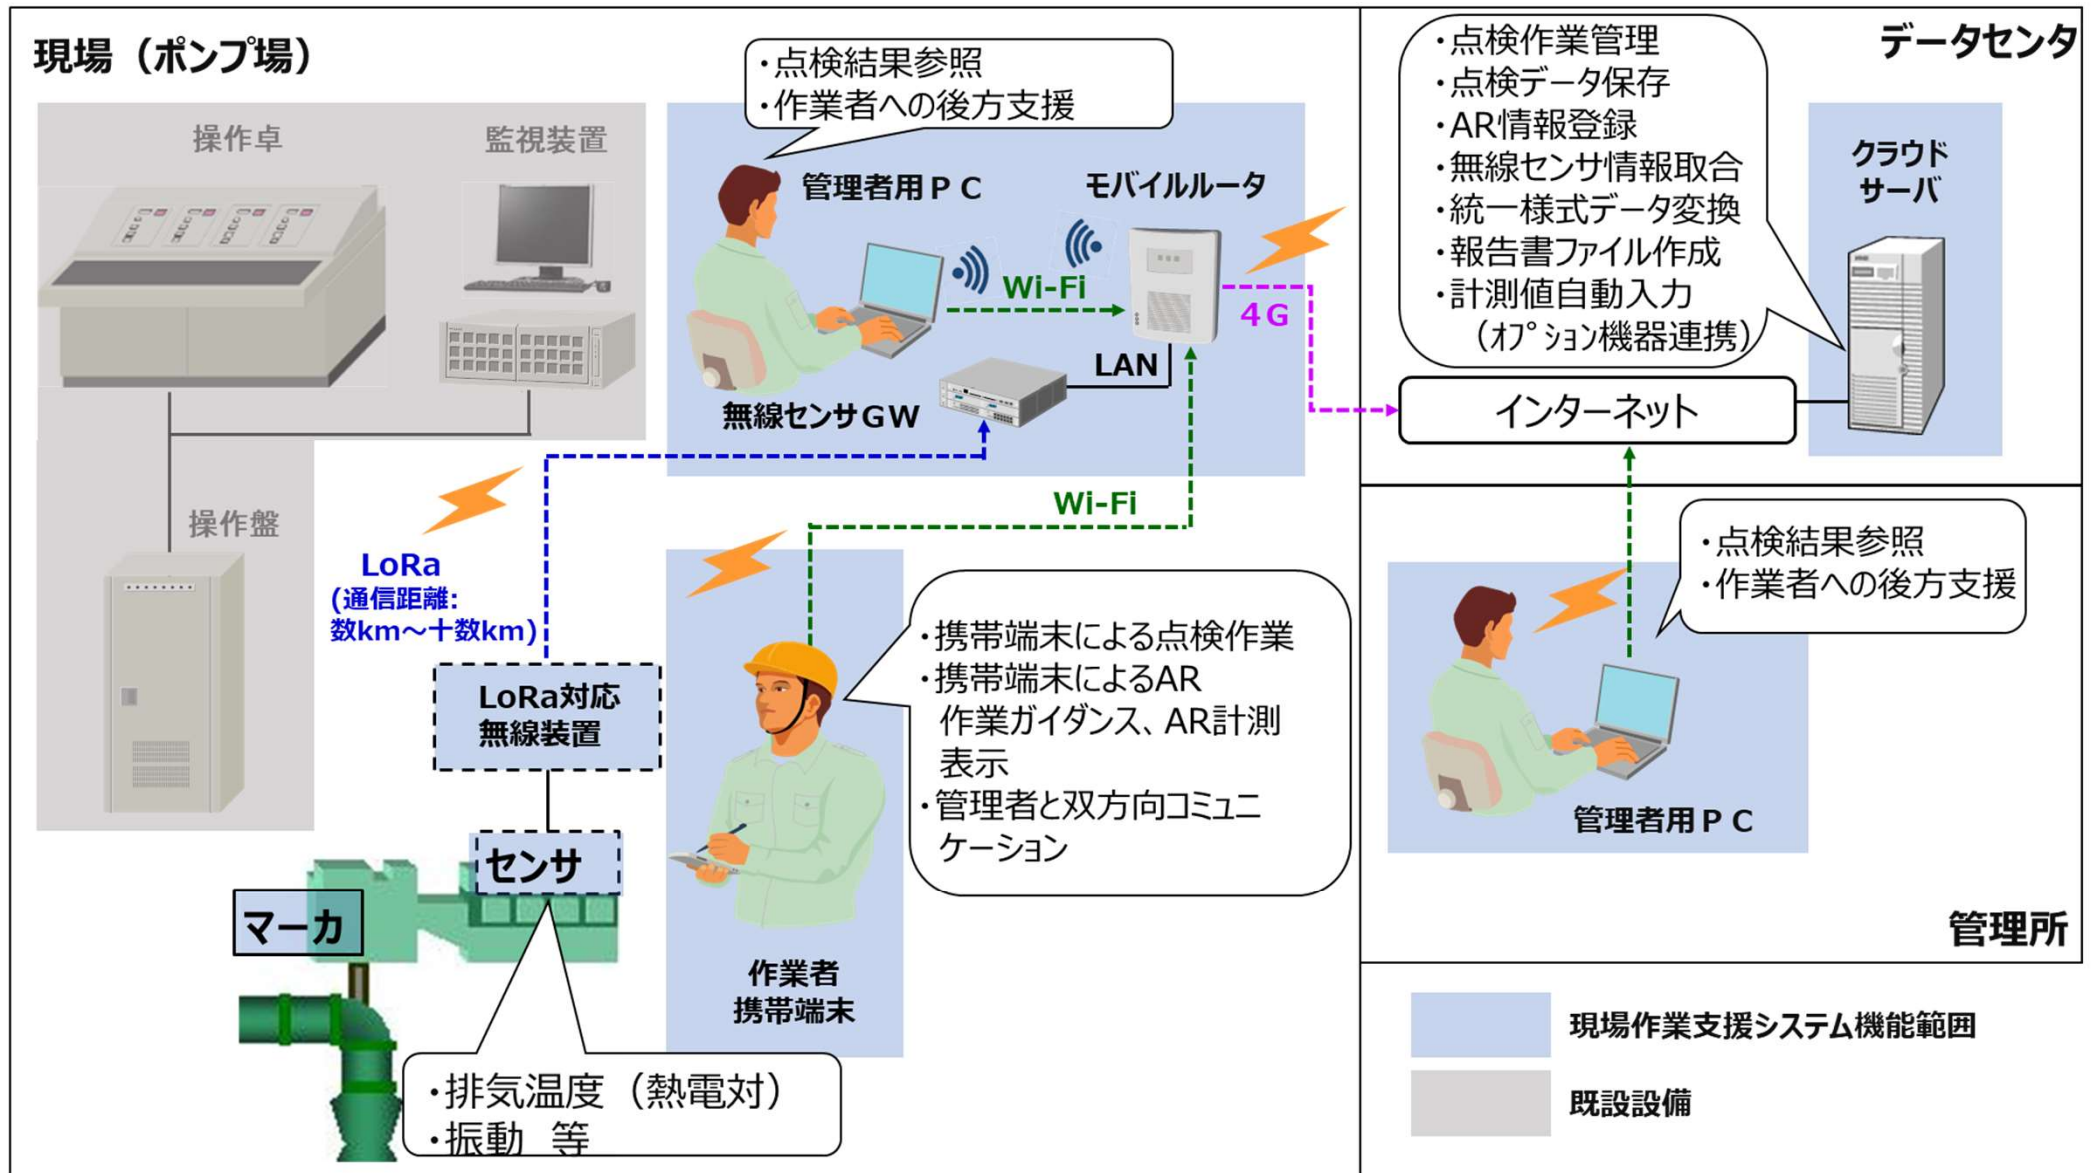 現場（ポンプ場）
操作卓
監視装置
操作盤
・点検結果参照
・作業者への後方支援
管理者用ＰＣ
モバイルルータ
Wi-Fi
４G
LAN
無線センサＧＷ
Wi-Fi
LoRa
(通信距離:
数km～十数km)
LoRa対応
無線装置
センサ
マーカ
・排気温度（熱電対）
・振動　等
作業者
携帯端末
・携帯端末による点検作業
・携帯端末によるAR
作業ガイダンス、AR計測
表示
・管理者と双方向コミュニ
ケーション
データセンタ
・点検作業管理
・点検データ保存
・AR情報登録
・無線センサ情報取合
・統一様式データ変換
・報告書ファイル作成
・計測値自動入力
（ｵﾌﾟｼｮﾝ機器連携）
クラウド
サーバ
インターネット
・点検結果参照
・作業者への後方支援
管理者用ＰＣ
管理所
現場作業支援システム機能範囲
既設設備